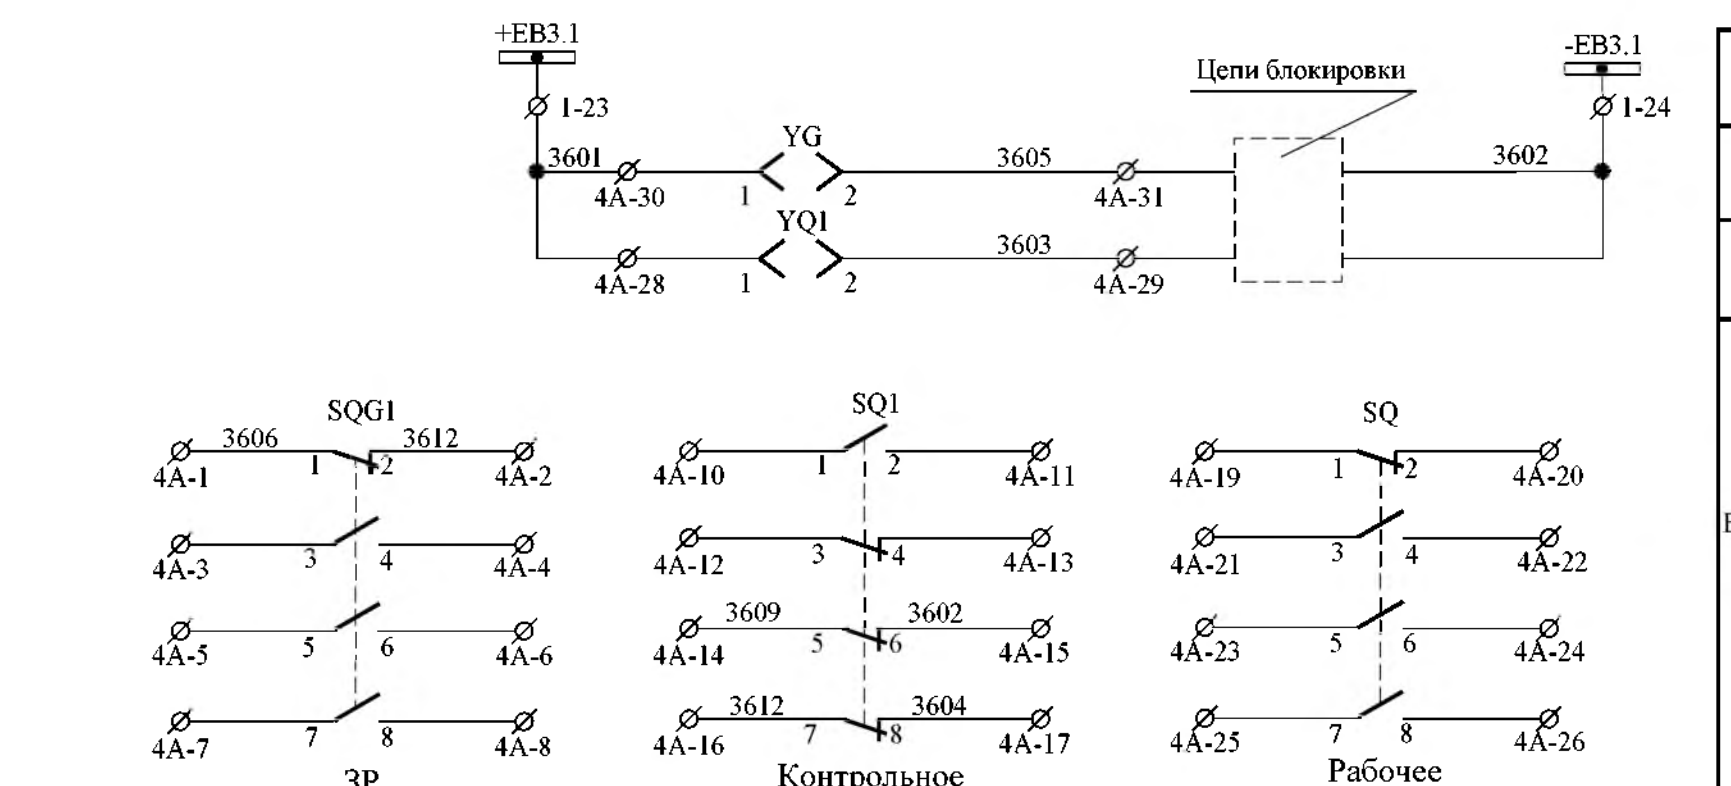 +EB3.1
-EB3.1
Цепи блокировки
1-23
1-24
YG
3601
3605
3602
4A-30
1
2
4A-31
YQ1
3603
4A-28
1
2
4A-29
SQG1
SQ1
SQ
3606
3612
4A-1
1
2
4A-2
4A-10
1
2
4A-11
4A-19
1
2
4A-20
4A-3
3
4
4A-4
4A-12
3
4
4A-13
4A-21
3
4
4A-22
3609
3602
4A-5
5
6
4A-6
4A-14
5
6
4A-15
4A-23
5
6
4A-24
3612
3604
4A-7
7
8
4A-8
4A-16
7
8
4A-17
4A-25
7
8
4A-26
ЗР
Контрольное
Рабочее